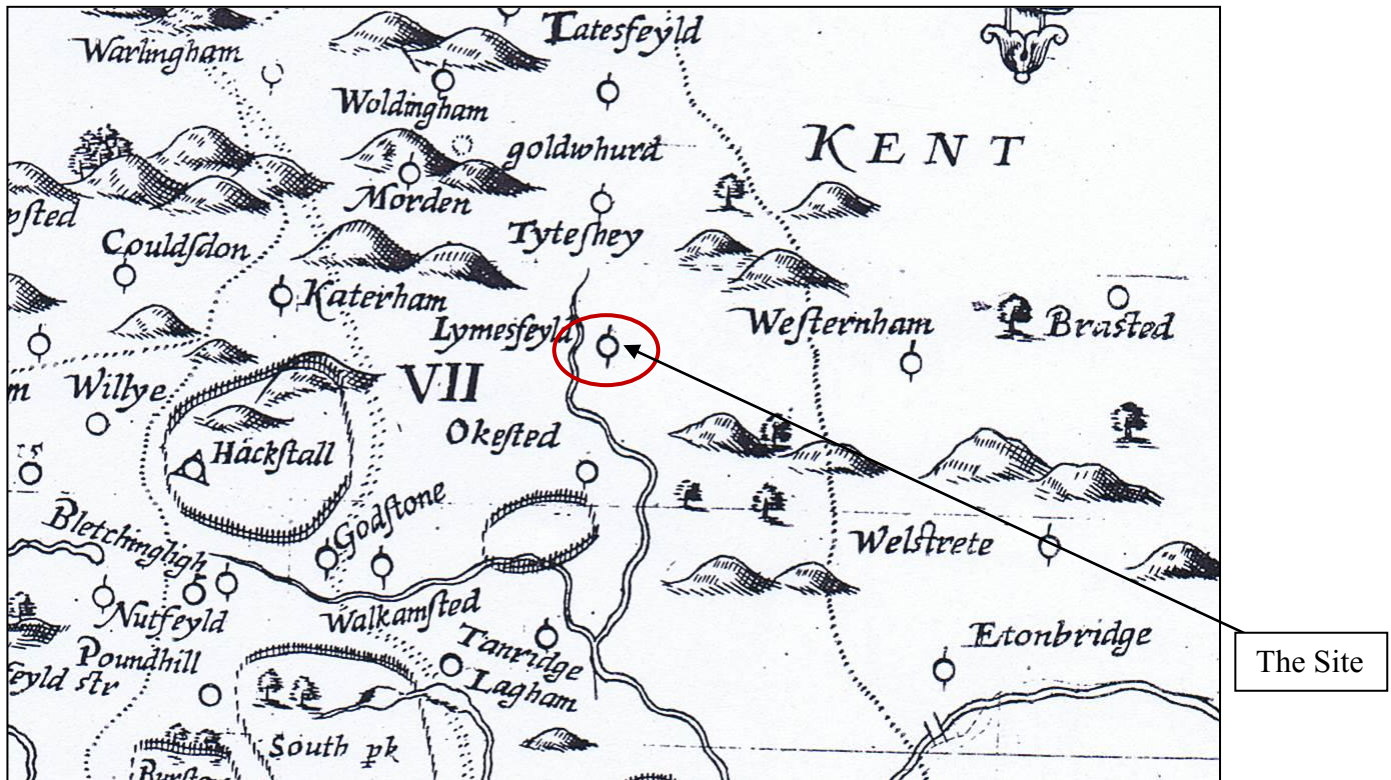 Tatesfeyld
Warlingham
Woldingham
KENT
goldwhurd
Morden
Couldſdon
Tyteſhey
Katerham
Lymesfeyld
Weſternham
Braſted
VII
Willye
m
Okeſted
Hackſtall
Godſtone
Bletchingligh
Welſtrete
Nutfeyld
Walkamſted
Tanridge
Etonbridge
The Site
Poundhill
Lagham
feyld ſtr
South pk